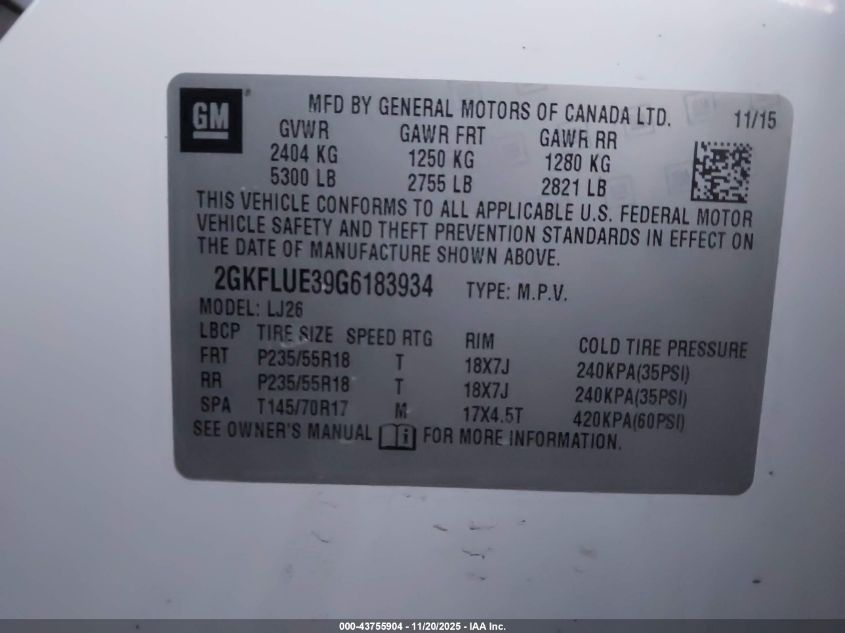 GM
MFD BY GENERAL MOTORS OF CANADA LTD. 11/15
GVWR GAWR FRT GAWR RR
2404 KG 1250 KG 1280 KG
5300 LB 2755 LB 2821 LB
THIS VEHICLE CONFORMS TO ALL APPLICABLE U.S. FEDERAL MOTOR
VEHICLE SAFETY AND THEFT PREVENTION STANDARDS IN EFFECT ON
THE DATE OF MANUFACTURE SHOWN ABOVE.
2GKFLUE39G6183934 TYPE: M.P.V.
MODEL: LJ26
LBCP TIRE SIZE SPEED RTG RIM COLD TIRE PRESSURE
FRT P235/55R18 T 18X7J 240KPA(35PSI)
RR P235/55R18 T 18X7J 240KPA(35PSI)
SPA T145/70R17 M 17X4.5T 420KPA(60PSI)
SEE OWNER'S MANUAL i FOR MORE INFORMATION.
000-43755904 - 11/20/2025 - IAA Inc.